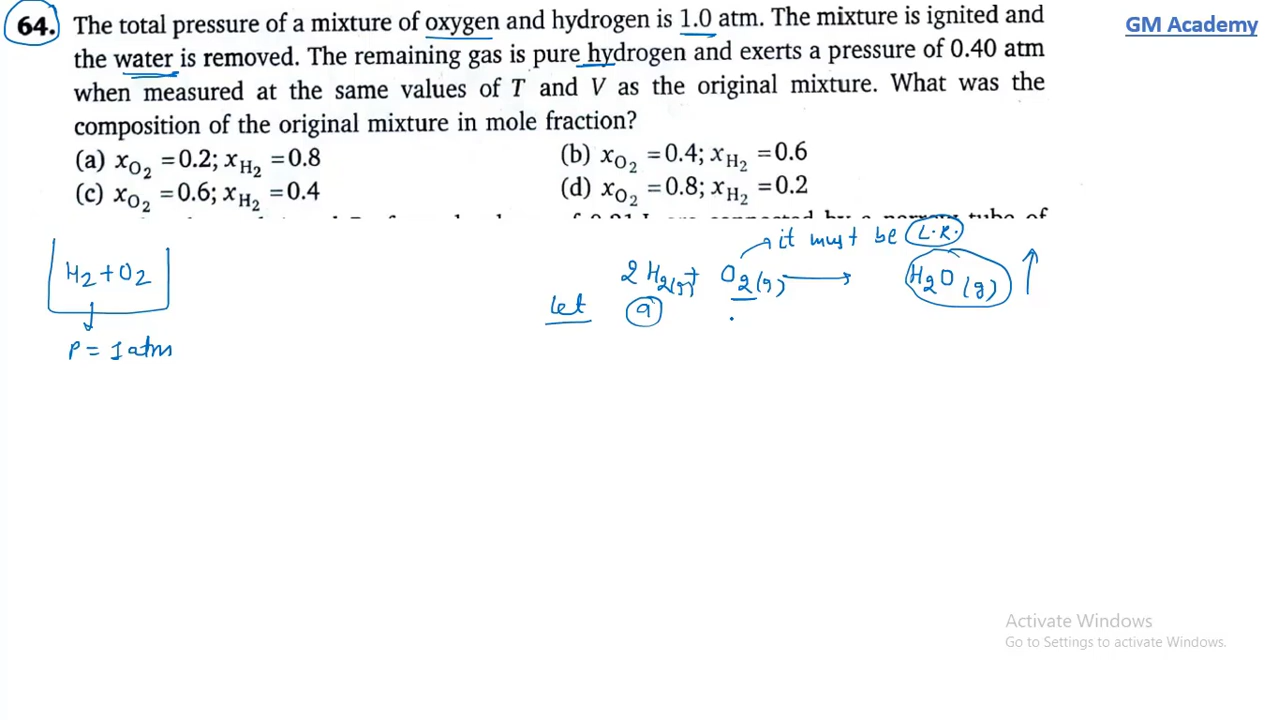 GM Academy
64. The total pressure of a mixture of oxygen and hydrogen is 1.0 atm. The mixture is ignited and
the water is removed. The remaining gas is pure hydrogen and exerts a pressure of 0.40 atm
when measured at the same values of T and V as the original mixture. What was the
composition of the original mixture in mole fraction?
(a) xO₂ = 0.2; xH₂ = 0.8
(b) xO₂ = 0.4; xH₂ = 0.6
(c) xO₂ = 0.6; xH₂ = 0.4
(d) xO₂ = 0.8; xH₂ = 0.2
it must be L.R.
H₂ + O₂
2H₂(g) + O₂(g) → H₂O(g) ↑
let
P = 1 atm
Activate Windows
Go to Settings to activate Windows.